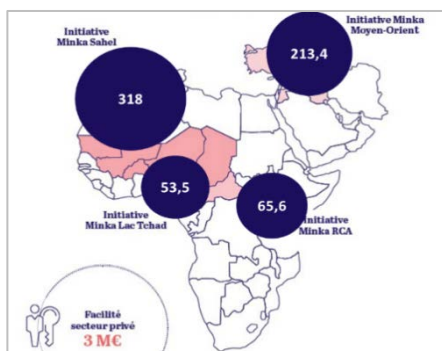 Initiative
Minka Sahel
318
Initiative Minka
Moyen-Orient
213,4
53,5
Initiative
Minka Lac Tchad
65,6
Initiative
Minka RCA
Facilité
secteur privé
3 M€